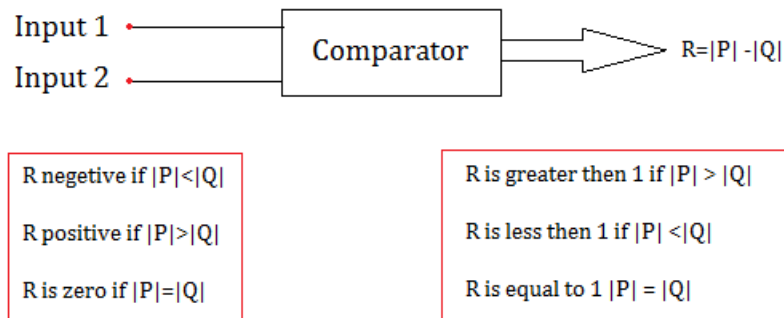 Input 1
Input 2
Comparator
R=|P| -|Q|
R negetive if |P|<|Q|
R positive if |P|>|Q|
R is zero if |P|=|Q|
R is greater then 1 if |P| > |Q|
R is less then 1 if |P| <|Q|
R is equal to 1 |P| = |Q|